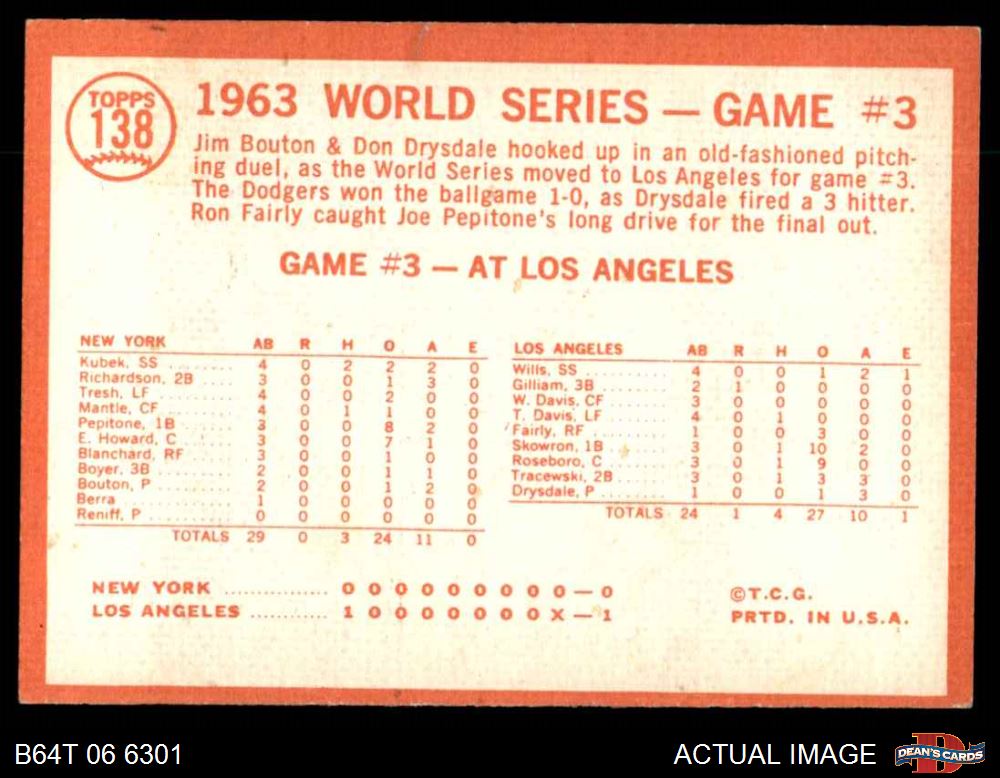 TOPPS
138
1963 WORLD SERIES — GAME #3
Jim Bouton & Don Drysdale hooked up in an old-fashioned pitch-
ing duel, as the World Series moved to Los Angeles for game #3.
The Dodgers won the ballgame 1-0, as Drysdale fired a 3 hitter.
Ron Fairly caught Joe Pepitone's long drive for the final out.
GAME #3 — AT LOS ANGELES
NEW YORK AB R H O A E
Kubek, SS ........ 4 0 2 2 2 0
Richardson, 2B .... 3 0 0 1 3 0
Tresh, LF ........ 4 0 0 2 0 0
Mantle, CF ........ 4 0 1 1 0 0
Pepitone, 1B ...... 3 0 0 8 2 0
E. Howard, C ...... 3 0 0 7 1 0
Blanchard, RF ..... 3 0 0 1 0 0
Boyer, 3B ........ 2 0 0 1 1 0
Bouton, P ........ 2 0 0 1 2 0
Berra ........ 1 0 0 0 0 0
Reniff, P ........ 0 0 0 0 0 0
TOTALS 29 0 3 24 11 0
LOS ANGELES AB R H O A E
Wills, SS ........ 4 0 0 1 2 1
Gilliam, 3B ....... 2 1 0 0 0 0
W. Davis, CF ...... 3 0 0 0 0 0
T. Davis, LF ...... 4 0 1 0 0 0
Fairly, RF ........ 1 0 0 3 0 0
Skowron, 1B ...... 3 0 1 10 2 0
Roseboro, C ...... 3 0 1 9 0 0
Tracewski, 2B ..... 3 0 1 3 3 0
Drysdale, P ....... 1 0 0 1 3 0
TOTALS 24 1 4 27 10 1
NEW YORK ................ 0 0 0 0 0 0 0 0 0 — 0
LOS ANGELES ............ 1 0 0 0 0 0 0 0 X — 1
©T.C.G.
PRTD. IN U.S.A.
B64T 06 6301
ACTUAL IMAGE
D
DEAN'S CARDS